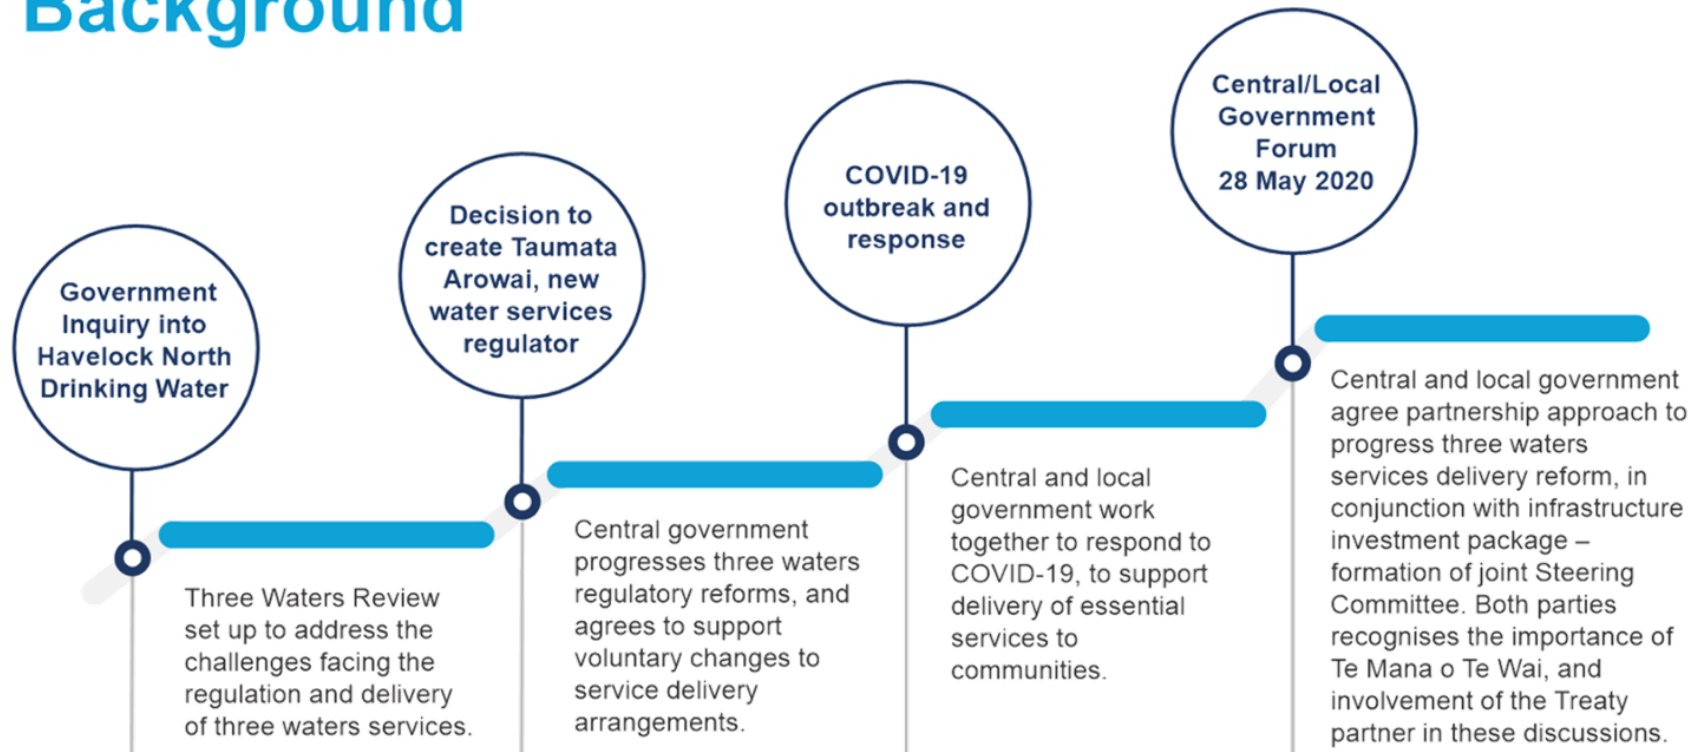 Background
Government
Inquiry into
Havelock North
Drinking Water
Three Waters Review
set up to address the
challenges facing the
regulation and delivery
of three waters services.
Decision to
create Taumata
Arowai, new
water services
regulator
Central government
progresses three waters
regulatory reforms, and
agrees to support
voluntary changes to
service delivery
arrangements.
COVID-19
outbreak and
response
Central and local
government work
together to respond to
COVID-19, to support
delivery of essential
services to
communities.
Central/Local
Government
Forum
28 May 2020
Central and local government
agree partnership approach to
progress three waters
services delivery reform, in
conjunction with infrastructure
investment package –
formation of joint Steering
Committee. Both parties
recognises the importance of
Te Mana o Te Wai, and
involvement of the Treaty
partner in these discussions.